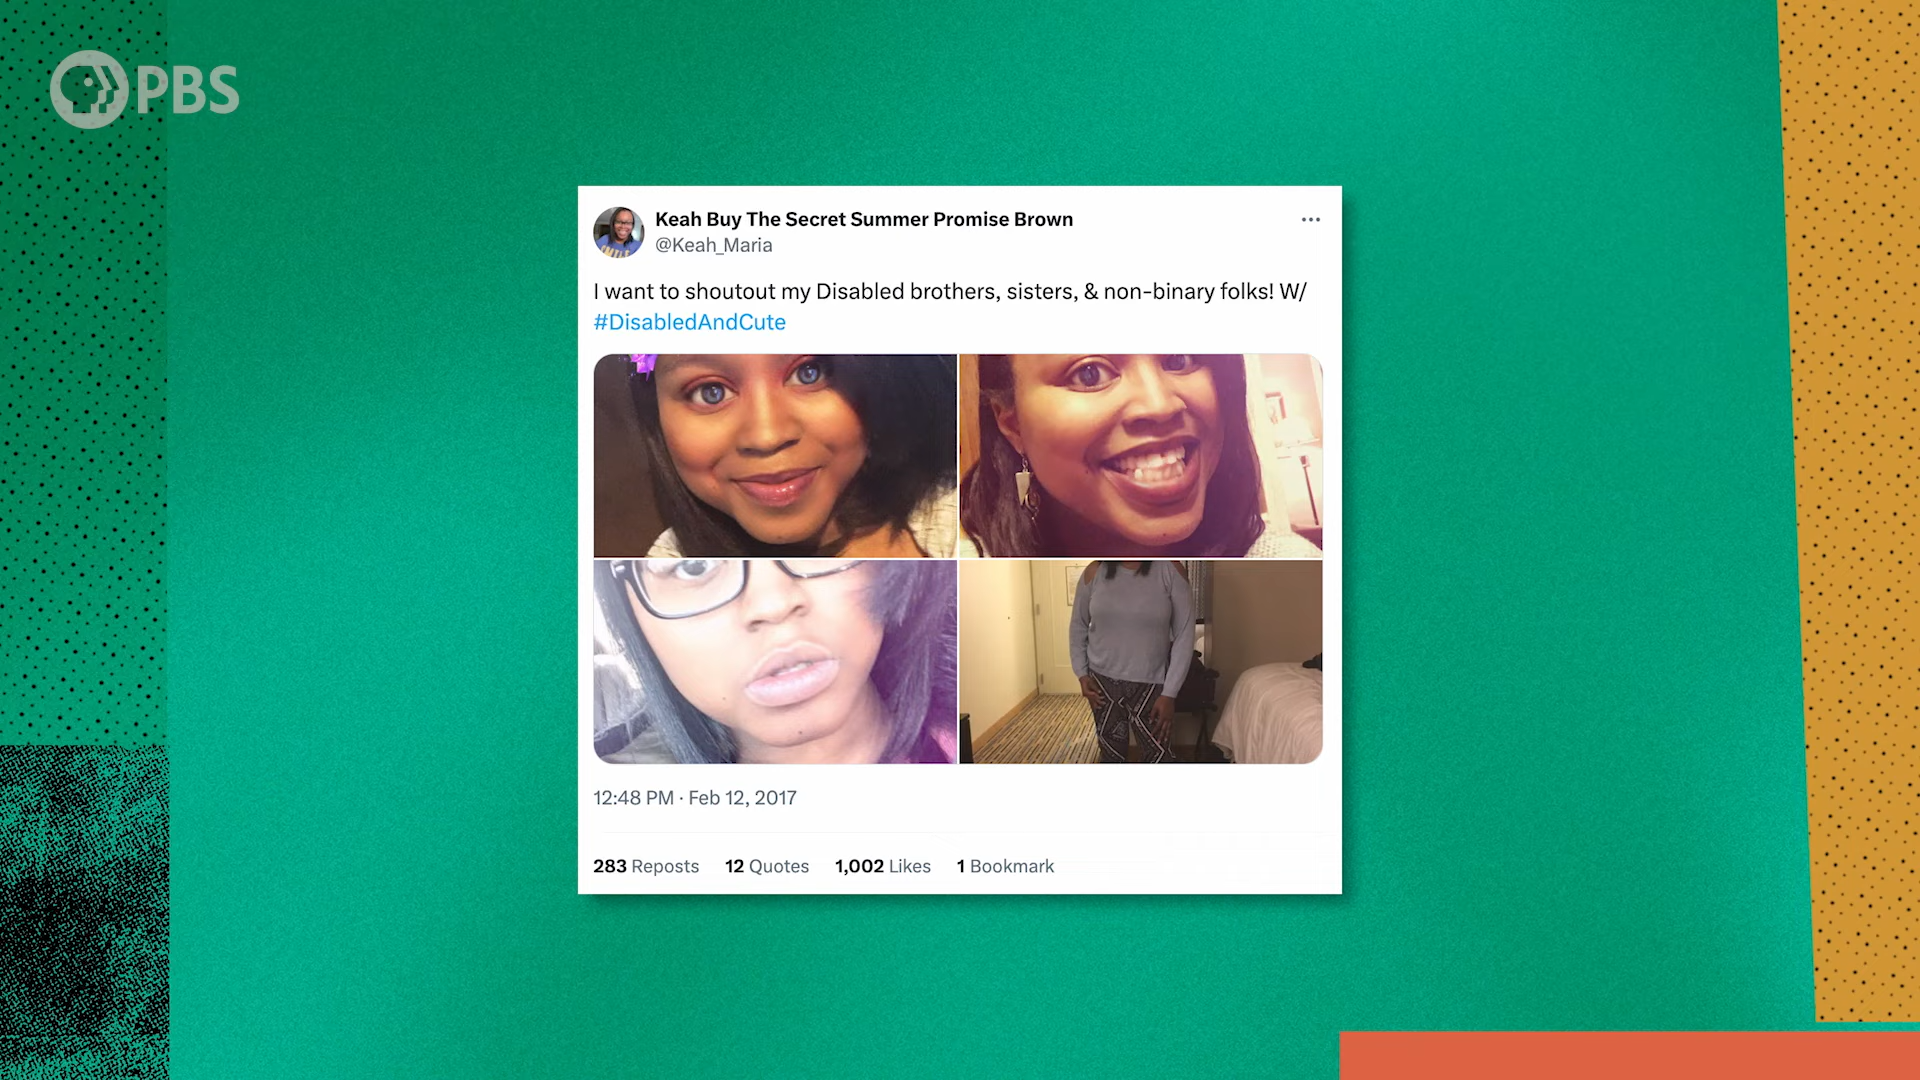 PBS
Keah Buy The Secret Summer Promise Brown
@Keah_Maria
I want to shoutout my Disabled brothers, sisters, & non-binary folks! W/
#DisabledAndCute
12:48 PM · Feb 12, 2017
283 Reposts 12 Quotes 1,002 Likes 1 Bookmark